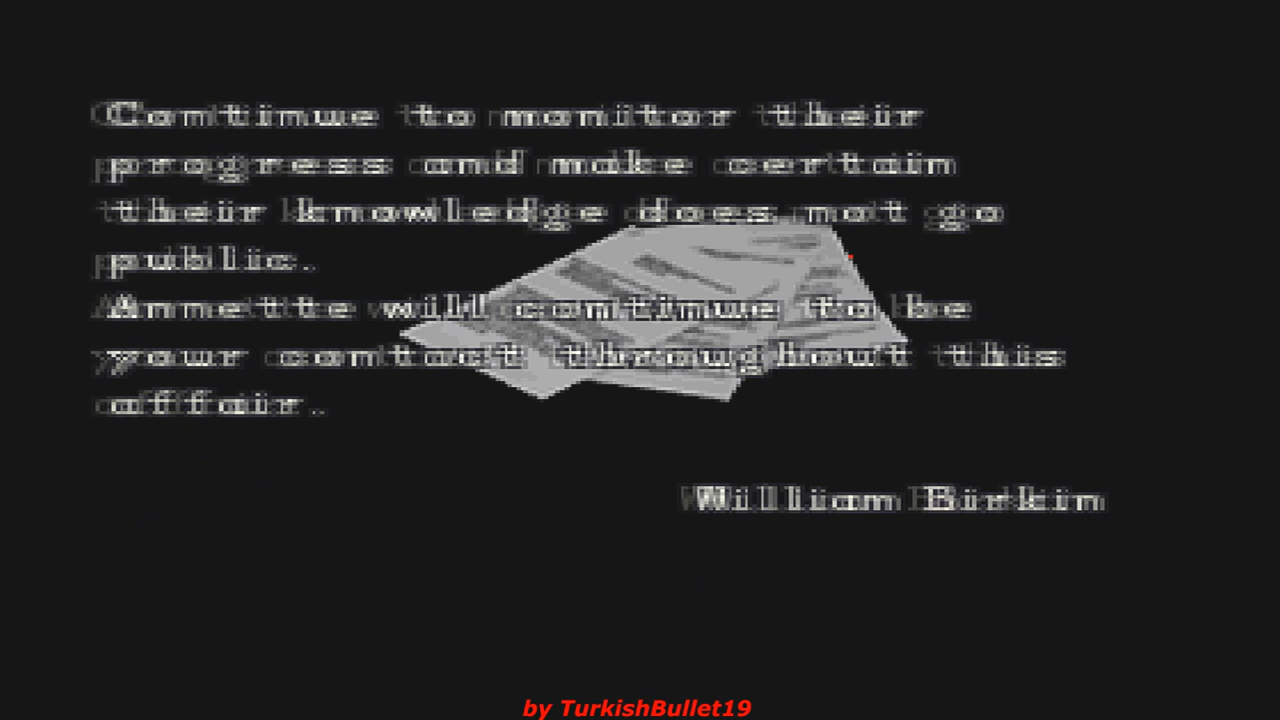 Continue to monitor their
progress and make certain
their knowledge does not go
public.
Annette will continue to be
your contact throughout this
affair.
William Birkin
by TurkishBullet19